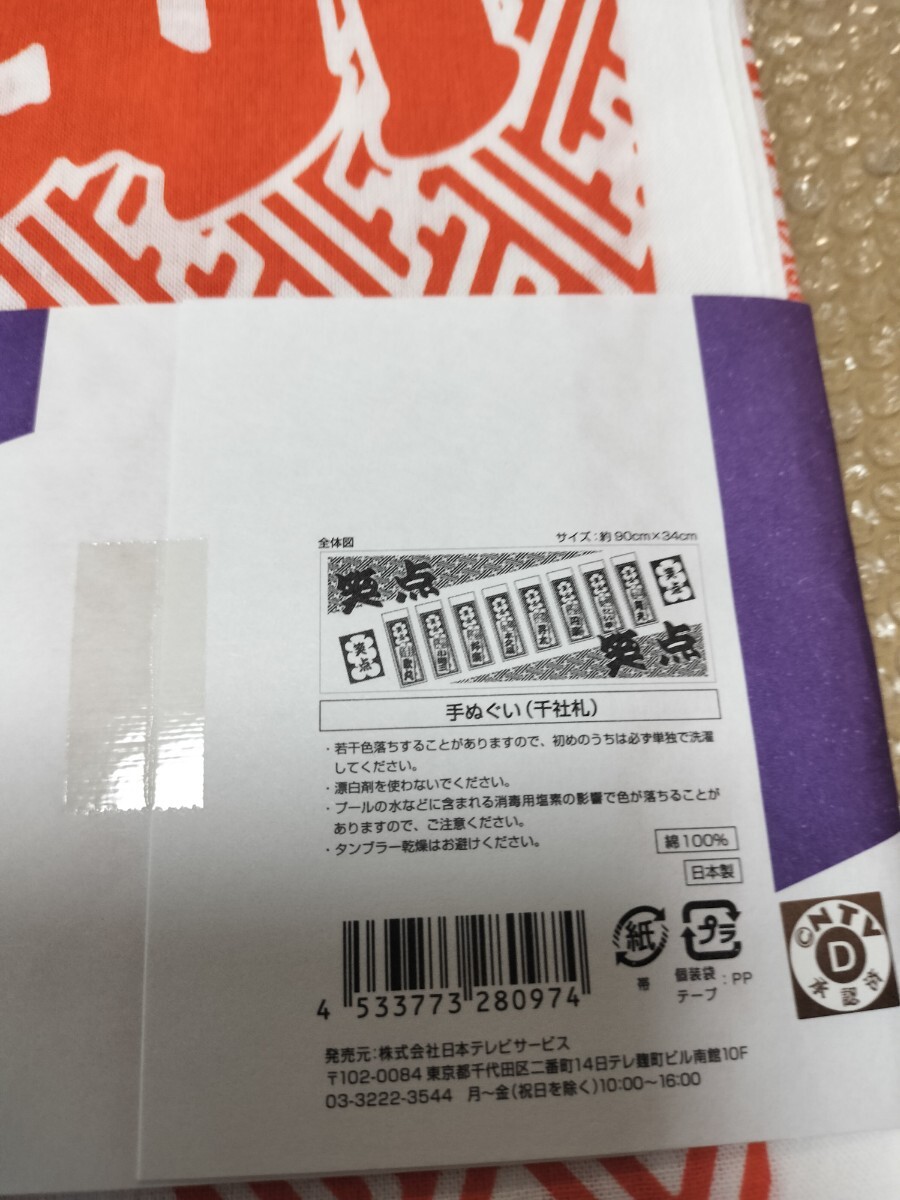 全体図
サイズ：約90cm×34cm
笑点
笑点
笑点
手ぬぐい（千社札）
・若干色落ちすることがありますので、初めのうちは必ず単独で洗濯
してください。
・漂白剤を使わないでください。
・プールの水などに含まれる消毒用塩素の影響で色が落ちることが
ありますので、ご注意ください。
・タンブラー乾燥はお避けください。
綿100%
日本製
紙
プラ
帯
個装袋
テープ
：PP
©NTV
D
承認済
4 533773 280974
発売元：株式会社日本テレビサービス
〒102-0084 東京都千代田区二番町14日テレ麹町ビル南館10F
03-3222-3544 月〜金（祝日を除く）10:00〜16:00